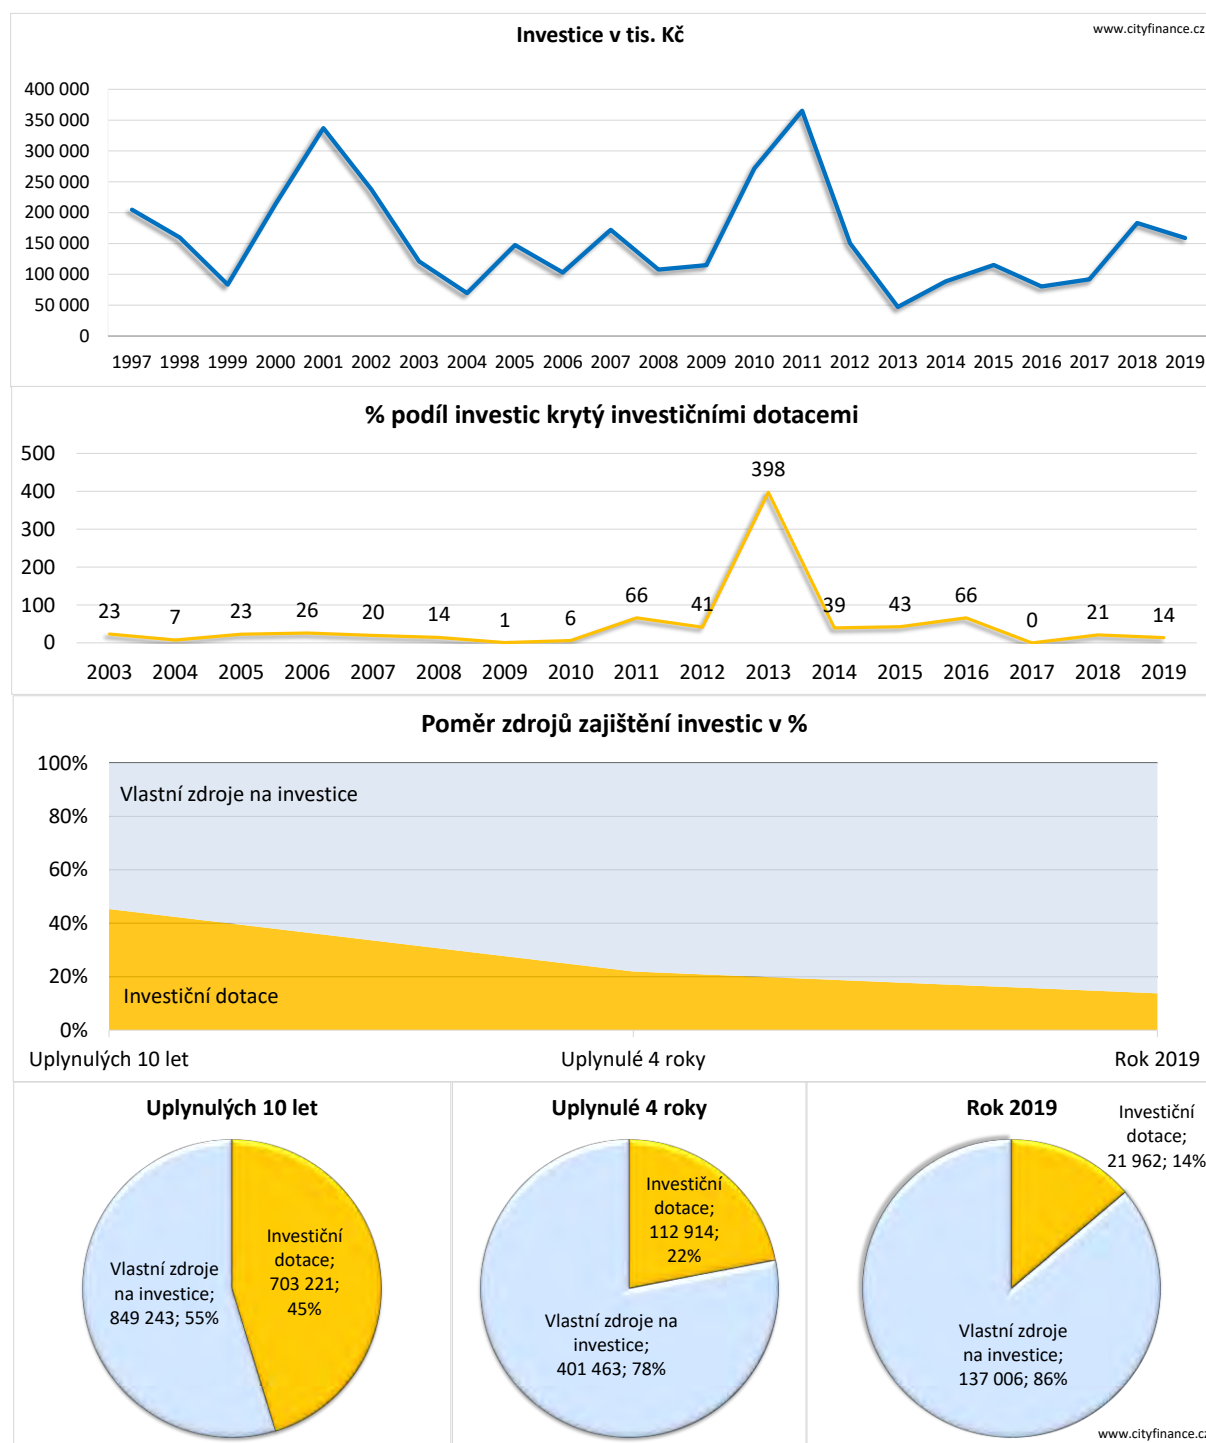 Investice v tis. Kč
www.cityfinance.cz
400 000
350 000
300 000
250 000
200 000
150 000
100 000
50 000
0
1997 1998 1999 2000 2001 2002 2003 2004 2005 2006 2007 2008 2009 2010 2011 2012 2013 2014 2015 2016 2017 2018 2019
% podíl investic krytý investičními dotacemi
500
400
300
200
100
0
23 7 23 26 20 14 1 6 66 41 398 39 43 66 0 21 14
2003 2004 2005 2006 2007 2008 2009 2010 2011 2012 2013 2014 2015 2016 2017 2018 2019
Poměr zdrojů zajištění investic v %
100%
80%
60%
40%
20%
0%
Vlastní zdroje na investice
Investiční dotace
Uplynulých 10 let
Uplynulé 4 roky
Rok 2019
Uplynulých 10 let
Investiční
dotace;
703 221;
45%
Vlastní zdroje
na investice;
849 243; 55%
Uplynulé 4 roky
Investiční
dotace;
112 914;
22%
Vlastní zdroje na
investice;
401 463; 78%
Rok 2019
Investiční
dotace;
21 962; 14%
Vlastní zdroje
na investice;
137 006; 86%
www.cityfinance.cz